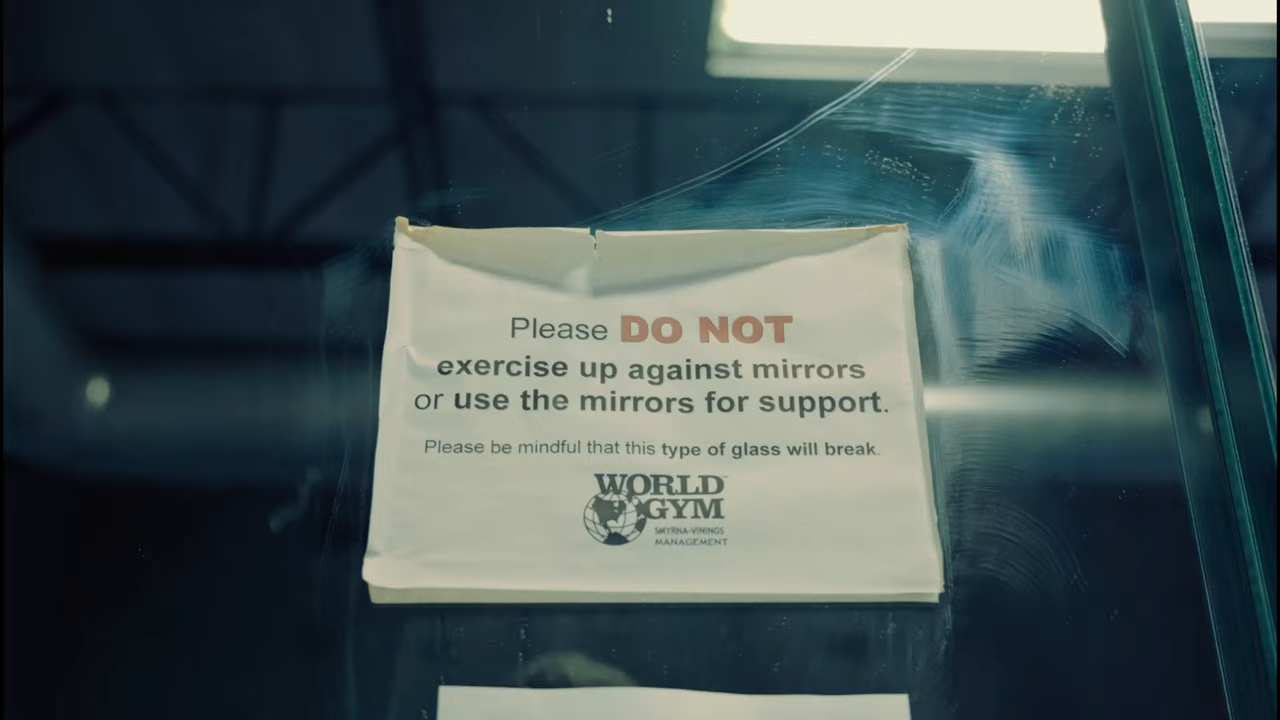 Please DO NOT
exercise up against mirrors
or use the mirrors for support.
Please be mindful that this type of glass will break.
WORLD
GYM
SMYRNA-VININGS
MANAGEMENT